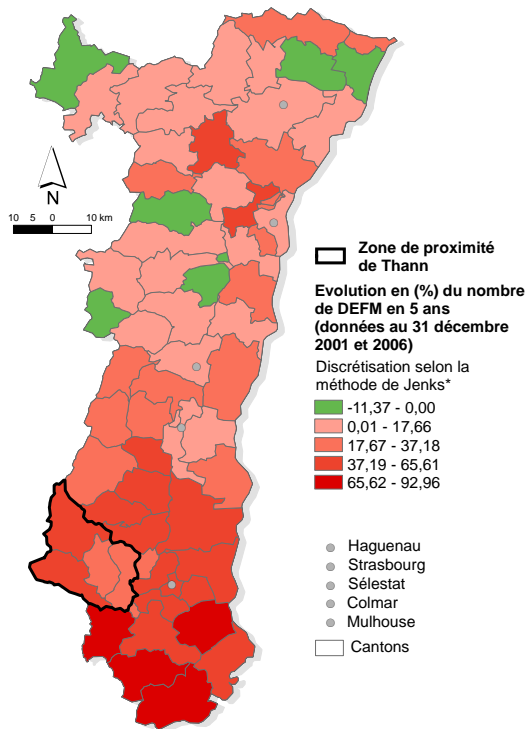 N
10 5 0 10 km
Zone de proximité
de Thann
Evolution en (%) du nombre
de DEFM en 5 ans
(données au 31 décembre
2001 et 2006)
Discrétisation selon la
méthode de Jenks*
-11,37 - 0,00
0,01 - 17,66
17,67 - 37,18
37,19 - 65,61
65,62 - 92,96
Haguenau
Strasbourg
Sélestat
Colmar
Mulhouse
Cantons